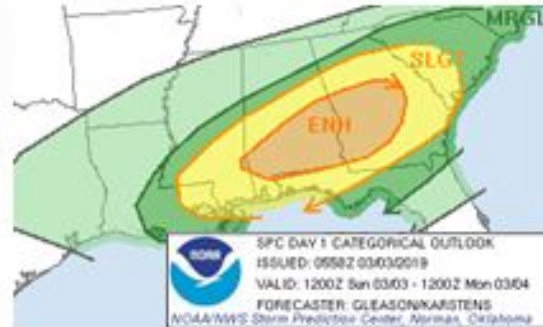 MRGL
SLGT
ENH
NOAA
SPC DAY 1 CATEGORICAL OUTLOOK
ISSUED: 0558Z 03/03/2019
VALID: 1200Z Sun 03/03 - 1200Z Mon 03/04
FORECASTER: GLEASON/KARSTENS
NOAA/NWS Storm Prediction Center, Norman, Oklahoma